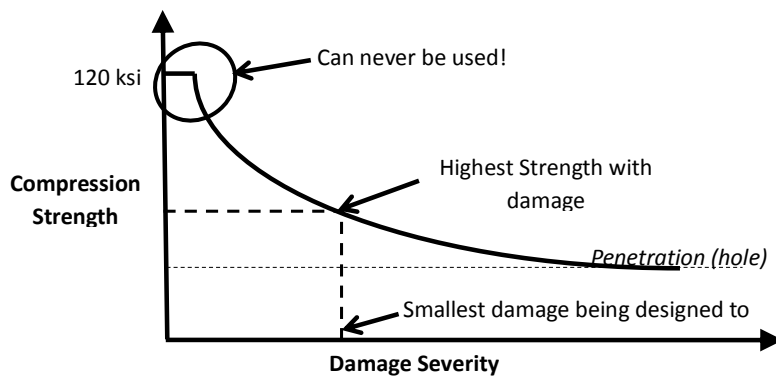 Can never be used!
120 ksi
Highest Strength with
damage
Compression
Strength
Penetration (hole)
Smallest damage being designed to
Damage Severity